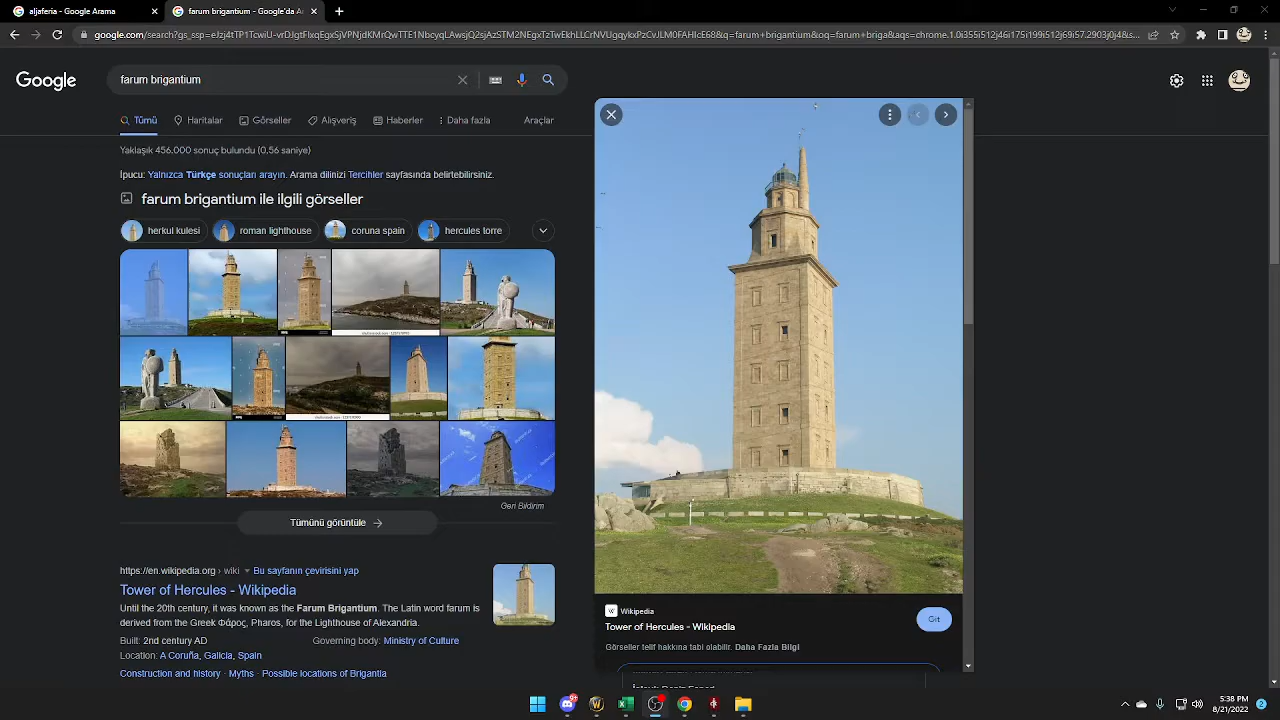 aljaferia - Google Arama
farum brigantium - Google'da Ar
google.com/search?gs_ssp=
Google
farum brigantium
Tümü
Haritalar
Görseller
Alışveriş
Haberler
Daha fazla
Araçlar
Yaklaşık 456.000 sonuç bulundu (0,56 saniye)
İpucu: Yalnızca Türkçe sonuçları arayın. Arama dilinizi Tercihler sayfasında belirtebilirsiniz.
farum brigantium ile ilgili görseller
herkul kulesi
roman lighthouse
coruna spain
hercules torre
Geri Bildirim
Tümünü görüntüle
https://en.wikipedia.org › wiki
Bu sayfanın çevirisini yap
Tower of Hercules - Wikipedia
Until the 20th century, it was known as the Farum Brigantium. The Latin word farum is
derived from the Greek Φάρος, Pharos, for the Lighthouse of Alexandria.
Built: 2nd century AD
Governing body: Ministry of Culture
Location: A Coruña, Galicia, Spain
Construction and history · Myths · Possible locations of Brigantia
Wikipedia
Tower of Hercules - Wikipedia
Git
Görseller telif hakkına tabi olabilir. Daha Fazla Bilgi
5:38 PM
8/21/2022